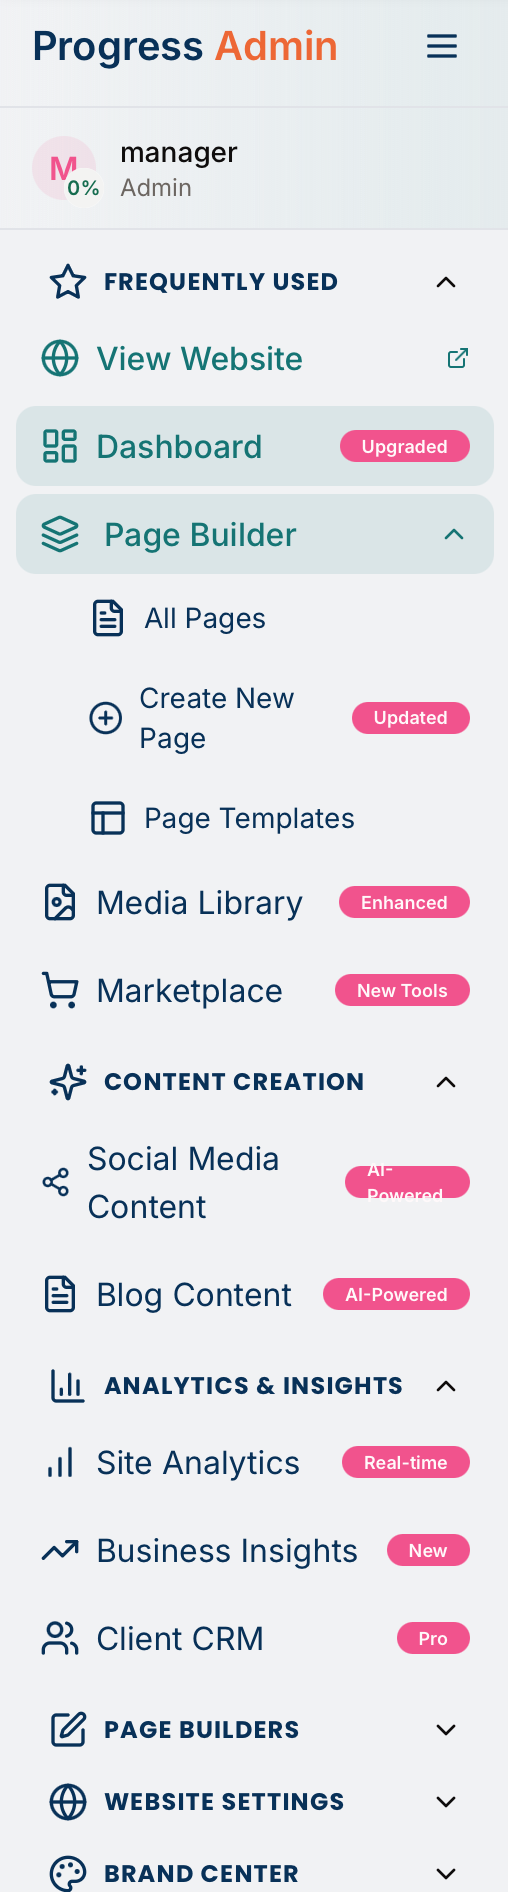 Progress Admin
M
0%
manager
Admin
FREQUENTLY USED
View Website
Dashboard
Upgraded
Page Builder
All Pages
Create New
Page
Updated
Page Templates
Media Library
Enhanced
Marketplace
New Tools
CONTENT CREATION
Social Media
Content
AI-
Powered
Blog Content
AI-Powered
ANALYTICS & INSIGHTS
Site Analytics
Real-time
Business Insights
New
Client CRM
Pro
PAGE BUILDERS
WEBSITE SETTINGS
BRAND CENTER